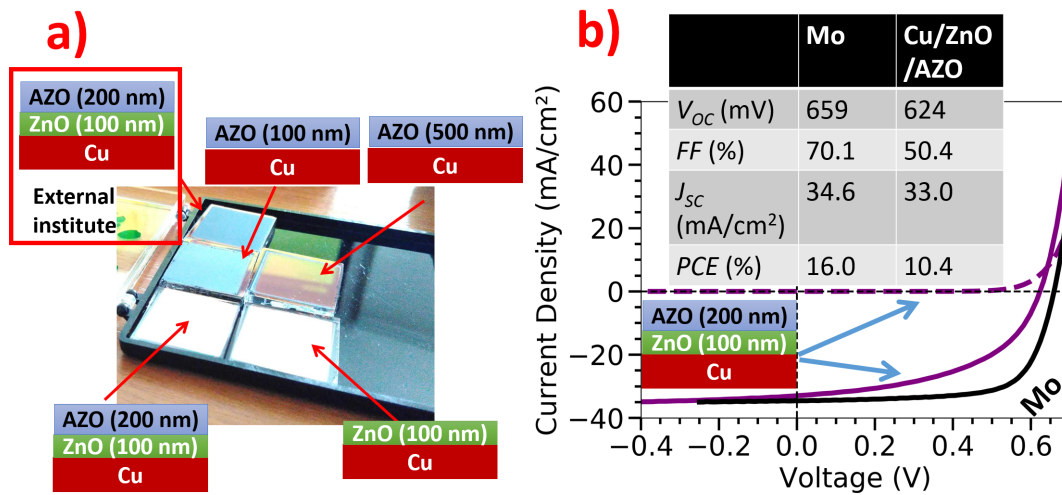 a)
AZO (200 nm)
ZnO (100 nm)
Cu
External
institute
AZO (100 nm)
Cu
AZO (500 nm)
Cu
AZO (200 nm)
ZnO (100 nm)
Cu
ZnO (100 nm)
Cu
b)
Mo
Cu/ZnO
/AZO
VOC (mV)
659
624
FF (%)
70.1
50.4
JSC
(mA/cm²)
34.6
33.0
PCE (%)
16.0
10.4
Current Density (mA/cm²)
60
40
20
0
−20
−40
AZO (200 nm)
ZnO (100 nm)
Cu
Mo
−0.4
−0.2
0.0
0.2
0.4
0.6
Voltage (V)